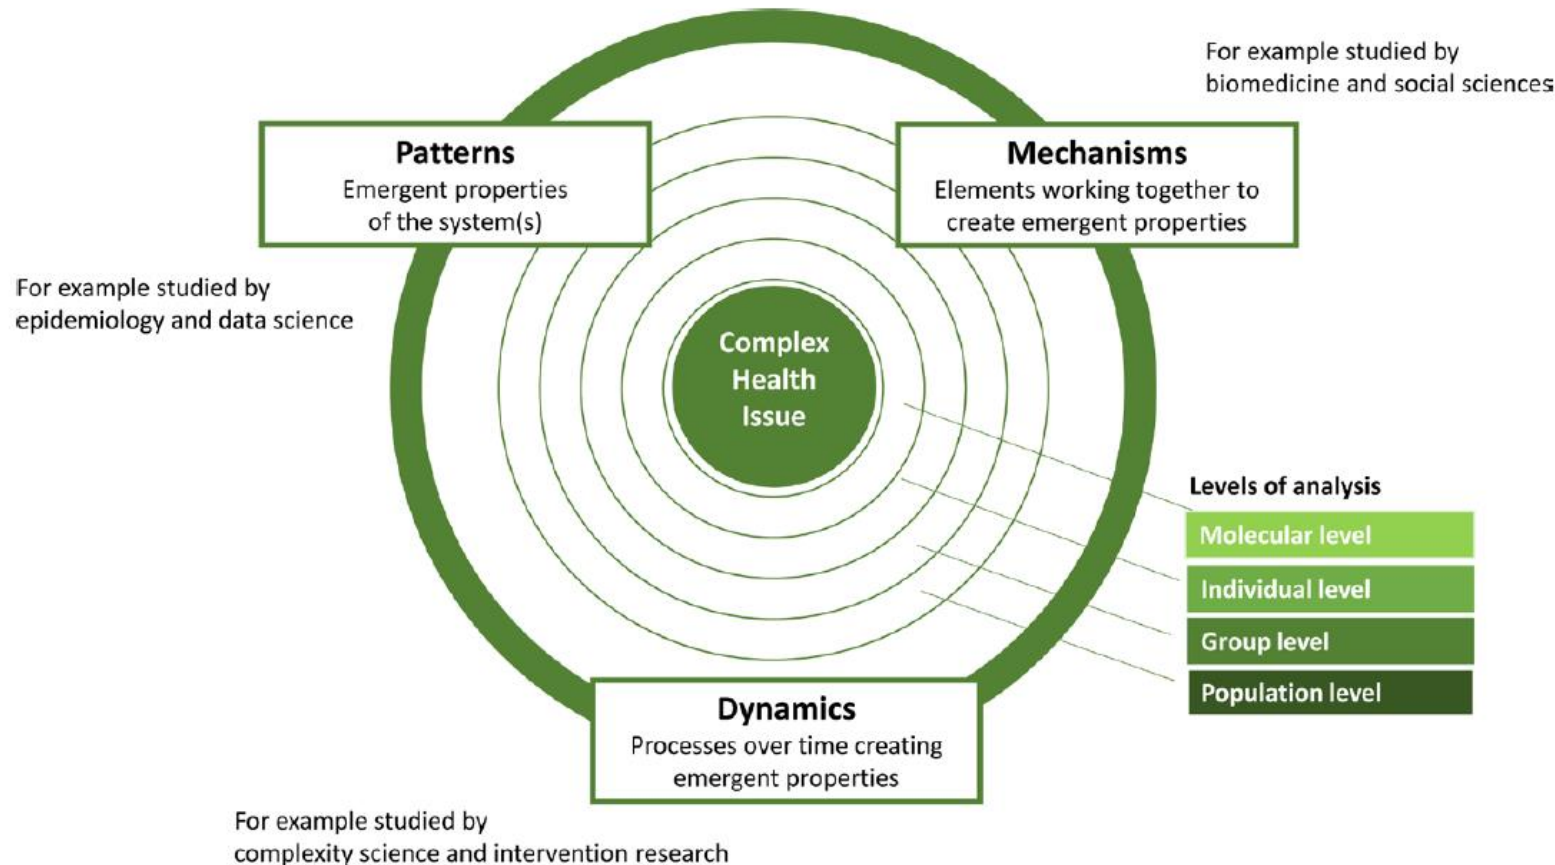 For example studied by
biomedicine and social sciences
Patterns
Emergent properties
of the system(s)
Mechanisms
Elements working together to
create emergent properties
For example studied by
epidemiology and data science
Complex
Health
Issue
Levels of analysis
Molecular level
Individual level
Group level
Population level
Dynamics
Processes over time creating
emergent properties
For example studied by
complexity science and intervention research